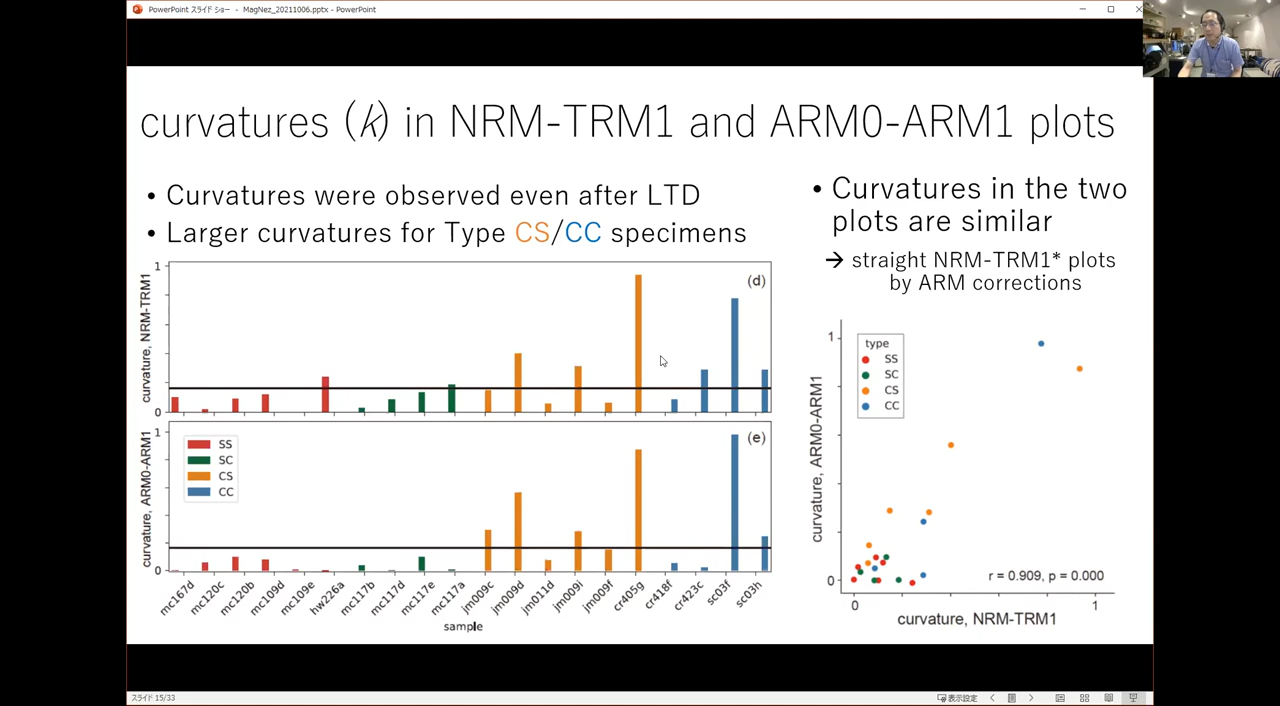 PowerPoint スライド ショー - MagNez_20211006.pptx - PowerPoint
curvatures (k) in NRM-TRM1 and ARM0-ARM1 plots
• Curvatures were observed even after LTD
• Larger curvatures for Type CS/CC specimens
• Curvatures in the two
plots are similar
→ straight NRM-TRM1* plots
by ARM corrections
1
0
curvature, NRM-TRM1
(d)
1
0
curvature, ARM0-ARM1
(e)
SS
SC
CS
CC
mc167d
mc120c
mc120b
mc109d
mc109e
hw226a
mc117b
mc117d
mc117e
mc117a
jm009c
jm009d
jm011d
jm009i
jm009f
cr405g
cr418f
cr423c
sc03f
sc03h
sample
1
0
curvature, ARM0-ARM1
type
SS
SC
CS
CC
r = 0.909, p = 0.000
0
1
curvature, NRM-TRM1
スライド 15/33
表示設定